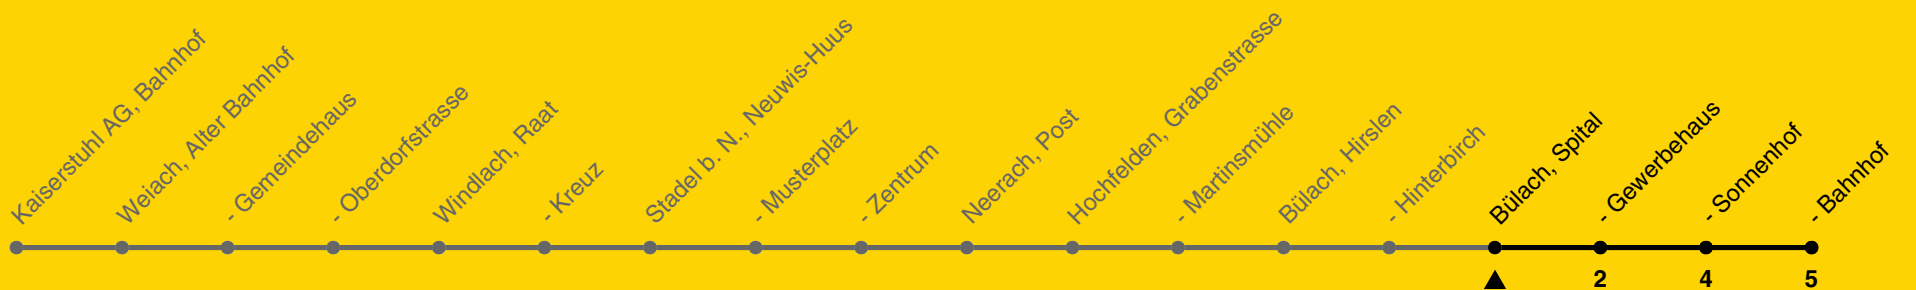 Kaiserstuhl AG, Bahnhof
Weiach, Alter Bahnhof
- Gemeindehaus
- Oberdorfstrasse
Windlach, Raat
- Kreuz
Stadel b. N., Neuwis-Huus
- Musterplatz
- Zentrum
Neerach, Post
Hochfelden, Grabenstrasse
- Martinsmühle
Bülach, Hirslen
- Hinterbirch
Bülach, Spital
- Gewerbehaus
- Sonnenhof
- Bahnhof
2 4 5